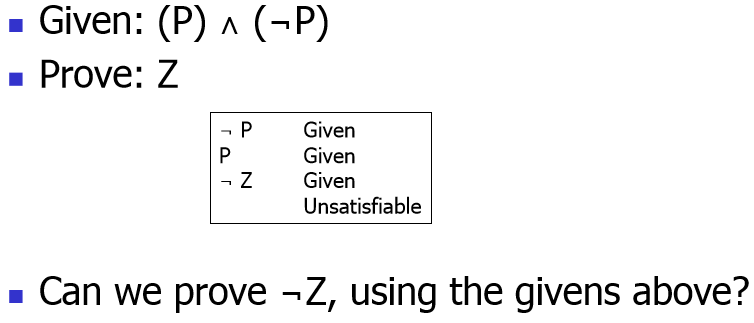 Given: (P) ∧ (¬P)
Prove: Z
¬ P Given
P Given
¬ Z Given
Unsatisfiable
Can we prove ¬Z, using the givens above?